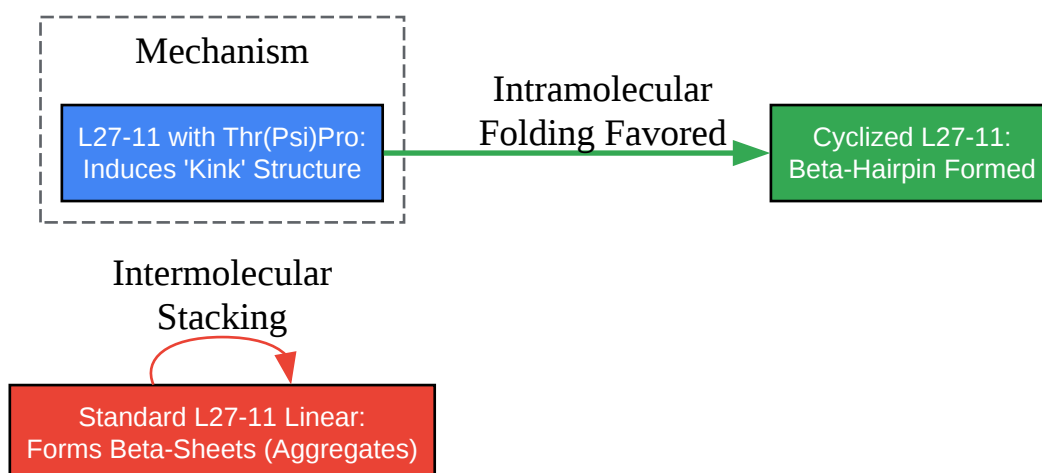 Mechanism
L27-11 with Thr(Psi)Pro:
Induces 'Kink' Structure
Intramolecular
Folding Favored
Cyclized L27-11:
Beta-Hairpin Formed
Intermolecular
Stacking
Standard L27-11 Linear:
Forms Beta-Sheets (Aggregates)